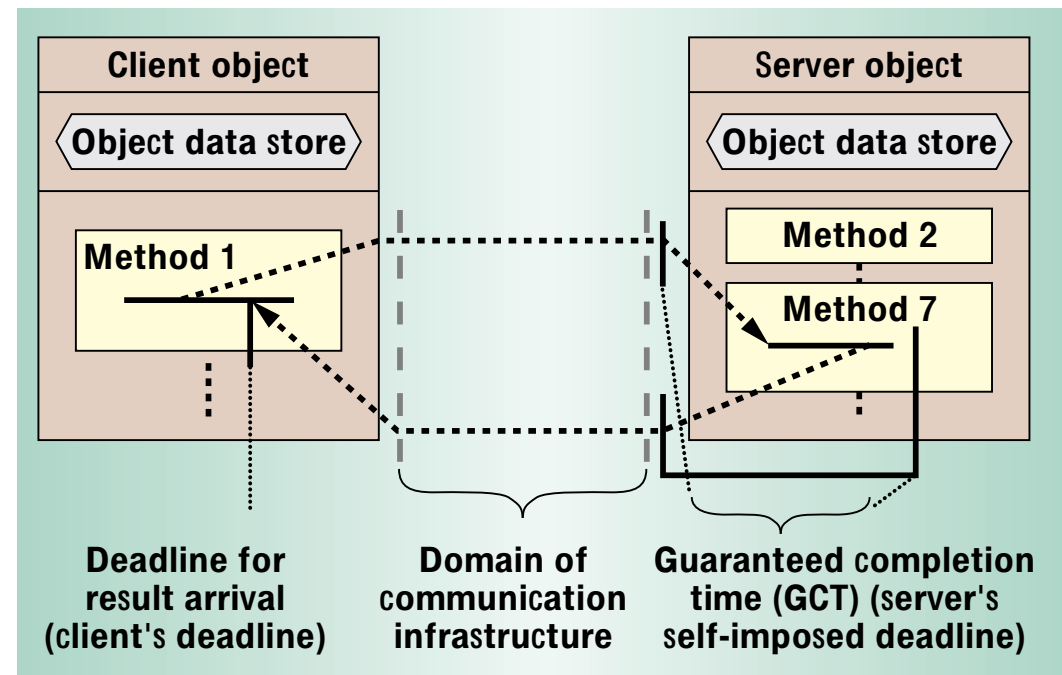 Client object
Object data store
Method 1
Server object
Object data store
Method 2
Method 7
Deadline for
result arrival
(client's deadline)
Domain of
communication
infrastructure
Guaranteed completion
time (GCT) (server's
self-imposed deadline)